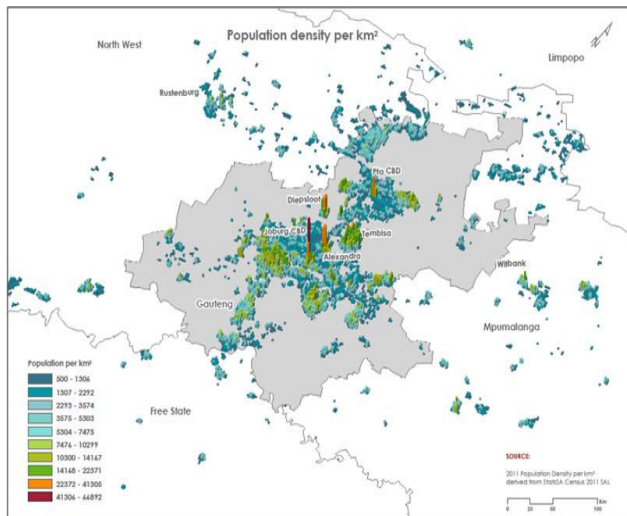 Population density per km²
North West
Limpopo
Rustenburg
Pta CBD
Diepsloot
Joburg CBD
Tembisa
Alexandra
Witbank
Gauteng
Mpumalanga
Free State
Population per km²
500 - 1306
1307 - 2292
2293 - 3574
3575 - 5303
5304 - 7475
7476 - 10299
10300 - 14167
14168 - 22371
22372 - 41305
41306 - 66892
SOURCE:
2011 Population Density per km²
derived from StatsSA Census 2011 SAL
Km
0 20 40 60 100